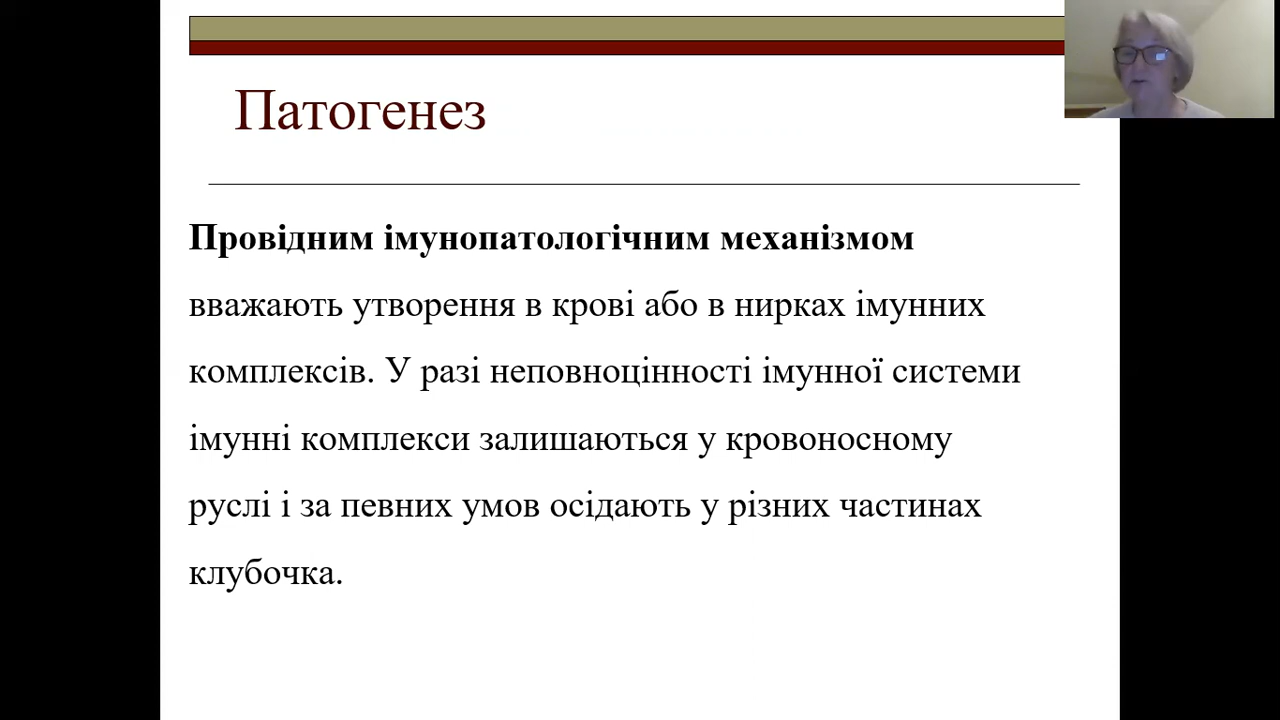 Патогенез
Провідним імунопатологічним механізмом
вважають утворення в крові або в нирках імунних
комплексів. У разі неповноцінності імунної системи
імунні комплекси залишаються у кровоносному
руслі і за певних умов осідають у різних частинах
клубочка.